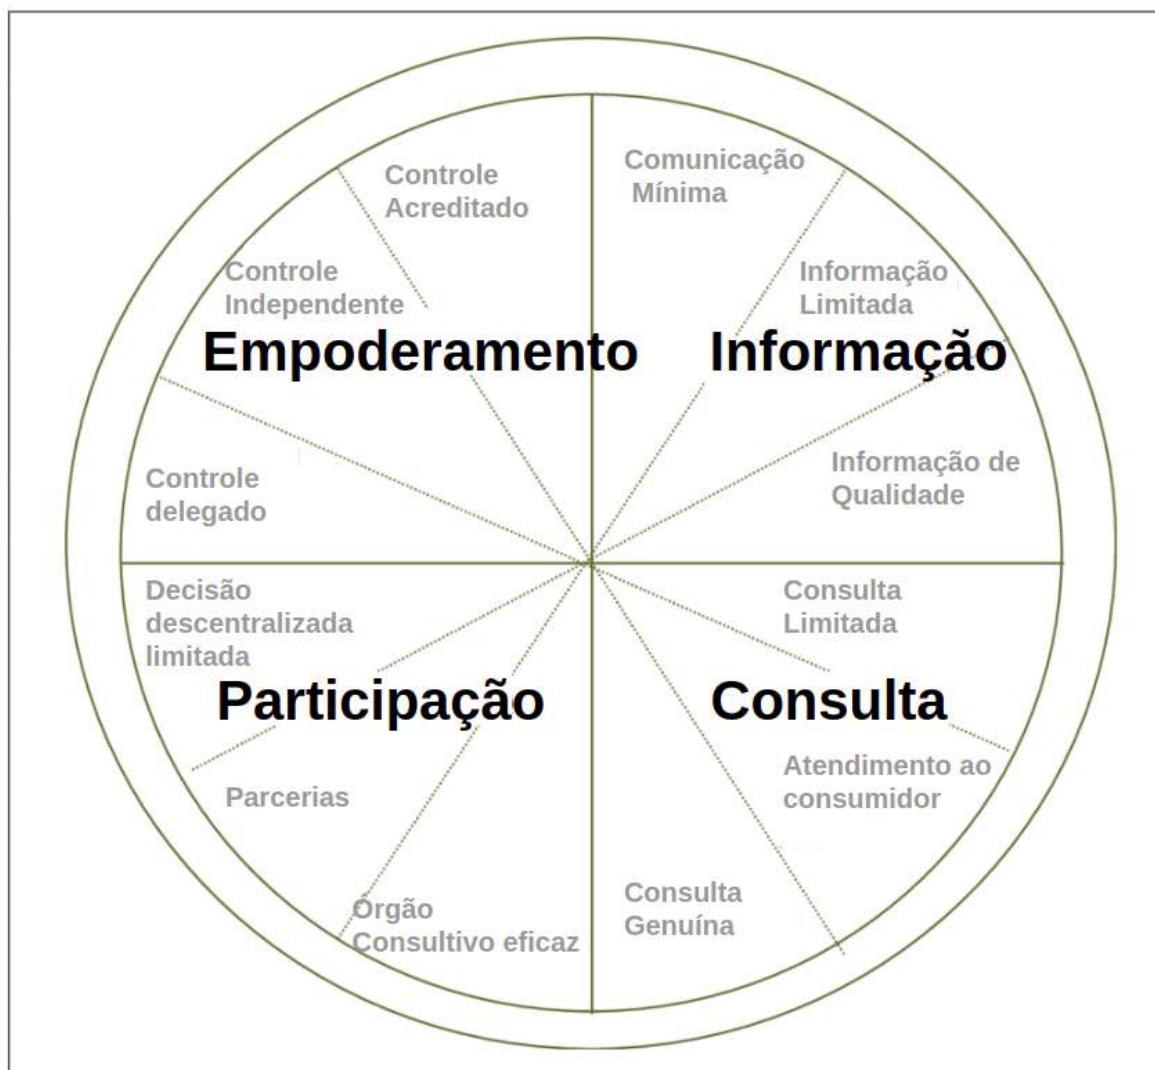 Controle
Acreditado
Comunicação
Mínima
Controle
Independente
Informação
Limitada
Empoderamento
Informação
Controle
delegado
Informação de
Qualidade
Decisão
descentralizada
limitada
Consulta
Limitada
Participação
Consulta
Parcerias
Atendimento ao
consumidor
Órgão
Consultivo eficaz
Consulta
Genuína